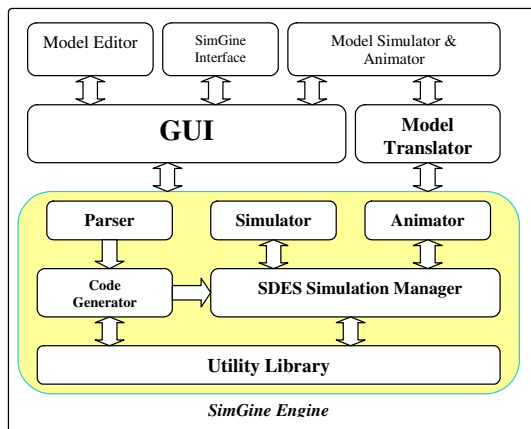 Model Editor
SimGine
Interface
Model Simulator &
Animator
GUI
Model
Translator
Parser
Simulator
Animator
Code
Generator
SDES Simulation Manager
Utility Library
SimGine Engine